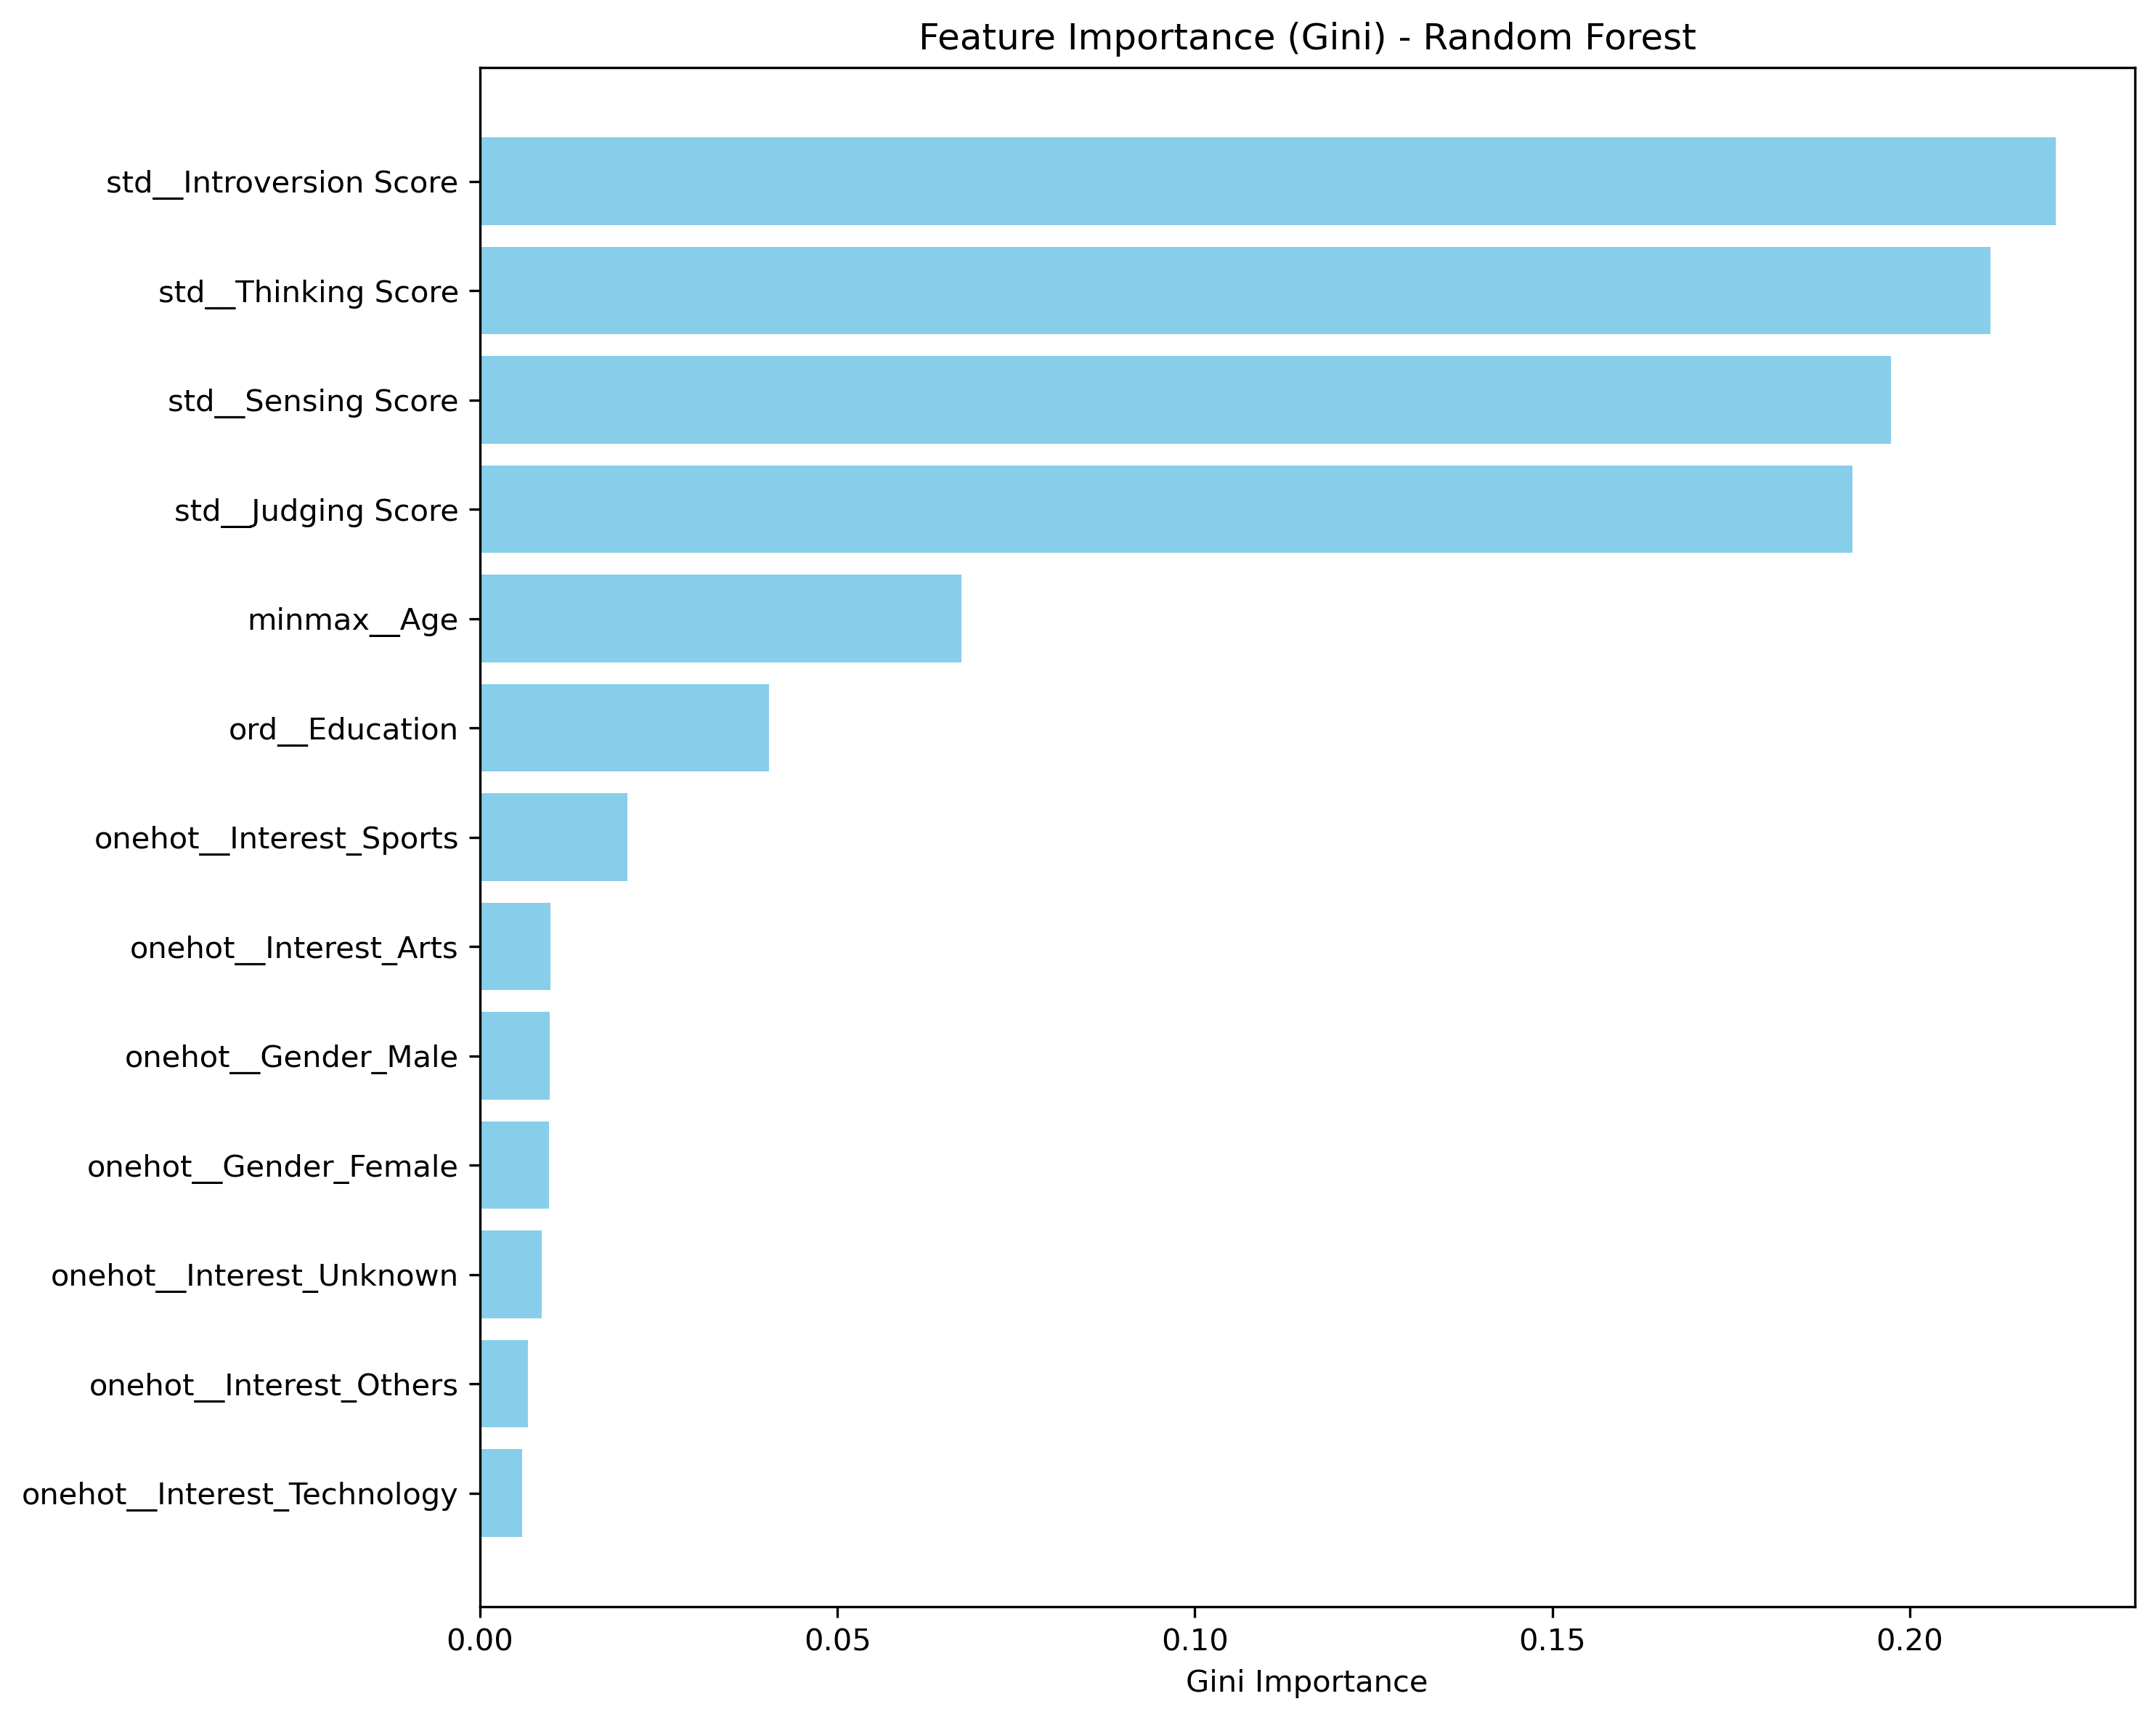 Feature Importance (Gini) - Random Forest
std__Introversion Score
std__Thinking Score
std__Sensing Score
std__Judging Score
minmax__Age
ord__Education
onehot__Interest_Sports
onehot__Interest_Arts
onehot__Gender_Male
onehot__Gender_Female
onehot__Interest_Unknown
onehot__Interest_Others
onehot__Interest_Technology
0.00 0.05 0.10 0.15 0.20
Gini Importance